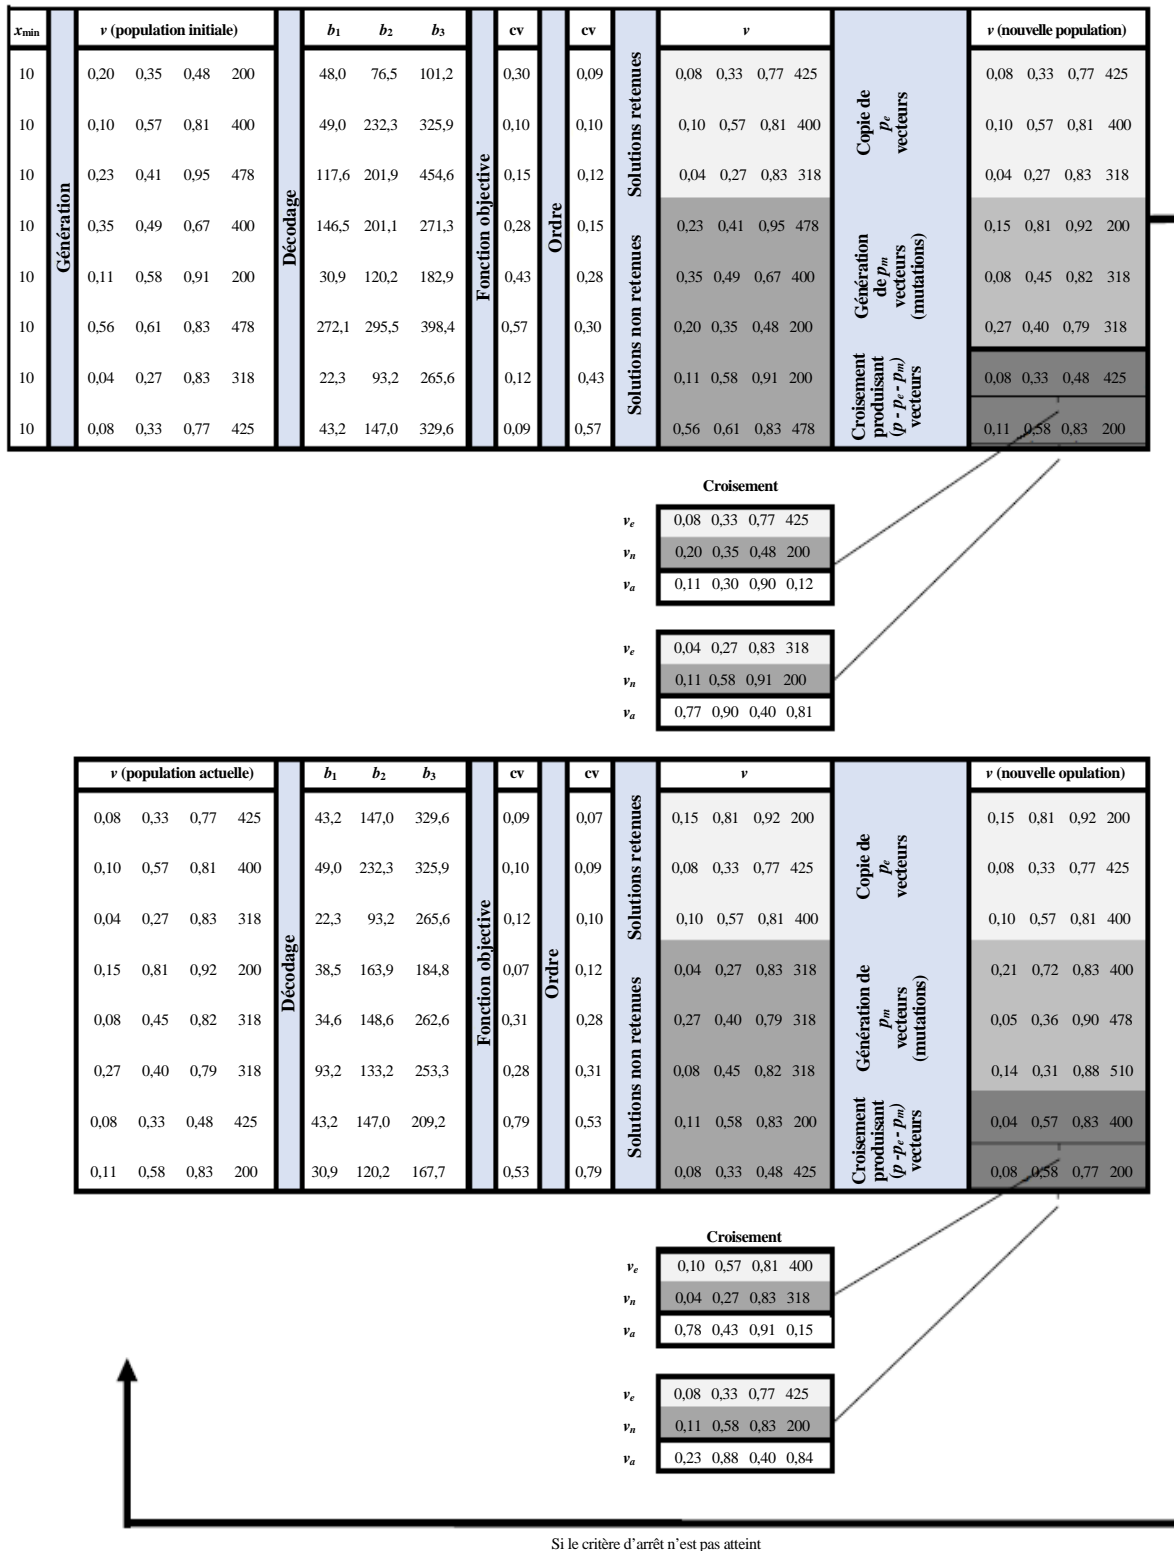 xmin v (population initiale) b1 b2 b3 cv cv v v (nouvelle population)
Génération
Décodage
Fonction objective
Ordre
Solutions retenues
Solutions non retenues
Copie de pe vecteurs
Génération de pm vecteurs (mutations)
Croisement produisant (p - pe - pm) vecteurs
10 0,20 0,35 0,48 200 48,0 76,5 101,2 0,30 0,09 0,08 0,33 0,77 425 0,08 0,33 0,77 425
10 0,10 0,57 0,81 400 49,0 232,3 325,9 0,10 0,10 0,10 0,57 0,81 400 0,10 0,57 0,81 400
10 0,23 0,41 0,95 478 117,6 201,9 454,6 0,15 0,12 0,04 0,27 0,83 318 0,04 0,27 0,83 318
10 0,35 0,49 0,67 400 146,5 201,1 271,3 0,28 0,15 0,23 0,41 0,95 478 0,15 0,81 0,92 200
10 0,11 0,58 0,91 200 30,9 120,2 182,9 0,43 0,28 0,35 0,49 0,67 400 0,08 0,45 0,82 318
10 0,56 0,61 0,83 478 272,1 295,5 398,4 0,57 0,30 0,20 0,35 0,48 200 0,27 0,40 0,79 318
10 0,04 0,27 0,83 318 22,3 93,2 265,6 0,12 0,43 0,11 0,58 0,91 200 0,08 0,33 0,48 425
10 0,08 0,33 0,77 425 43,2 147,0 329,6 0,09 0,57 0,56 0,61 0,83 478 0,11 0,58 0,83 200
Croisement
ve 0,08 0,33 0,77 425
vn 0,20 0,35 0,48 200
va 0,11 0,30 0,90 0,12
ve 0,04 0,27 0,83 318
vn 0,11 0,58 0,91 200
va 0,77 0,90 0,40 0,81
v (population actuelle) b1 b2 b3 cv cv v v (nouvelle opulation)
Décodage
Fonction objective
Ordre
Solutions retenues
Solutions non retenues
Copie de pe vecteurs
Génération de pm vecteurs (mutations)
Croisement produisant (p -pe - pm) vecteurs
0,08 0,33 0,77 425 43,2 147,0 329,6 0,09 0,07 0,15 0,81 0,92 200 0,15 0,81 0,92 200
0,10 0,57 0,81 400 49,0 232,3 325,9 0,10 0,09 0,08 0,33 0,77 425 0,08 0,33 0,77 425
0,04 0,27 0,83 318 22,3 93,2 265,6 0,12 0,10 0,10 0,57 0,81 400 0,10 0,57 0,81 400
0,15 0,81 0,92 200 38,5 163,9 184,8 0,07 0,12 0,04 0,27 0,83 318 0,21 0,72 0,83 400
0,08 0,45 0,82 318 34,6 148,6 262,6 0,31 0,28 0,27 0,40 0,79 318 0,05 0,36 0,90 478
0,27 0,40 0,79 318 93,2 133,2 253,3 0,28 0,31 0,08 0,45 0,82 318 0,14 0,31 0,88 510
0,08 0,33 0,48 425 43,2 147,0 209,2 0,79 0,53 0,11 0,58 0,83 200 0,04 0,57 0,83 400
0,11 0,58 0,83 200 30,9 120,2 167,7 0,53 0,79 0,08 0,33 0,48 425 0,08 0,58 0,77 200
Croisement
ve 0,10 0,57 0,81 400
vn 0,04 0,27 0,83 318
va 0,78 0,43 0,91 0,15
ve 0,08 0,33 0,77 425
vn 0,11 0,58 0,83 200
va 0,23 0,88 0,40 0,84
Si le critère d'arrêt n'est pas atteint